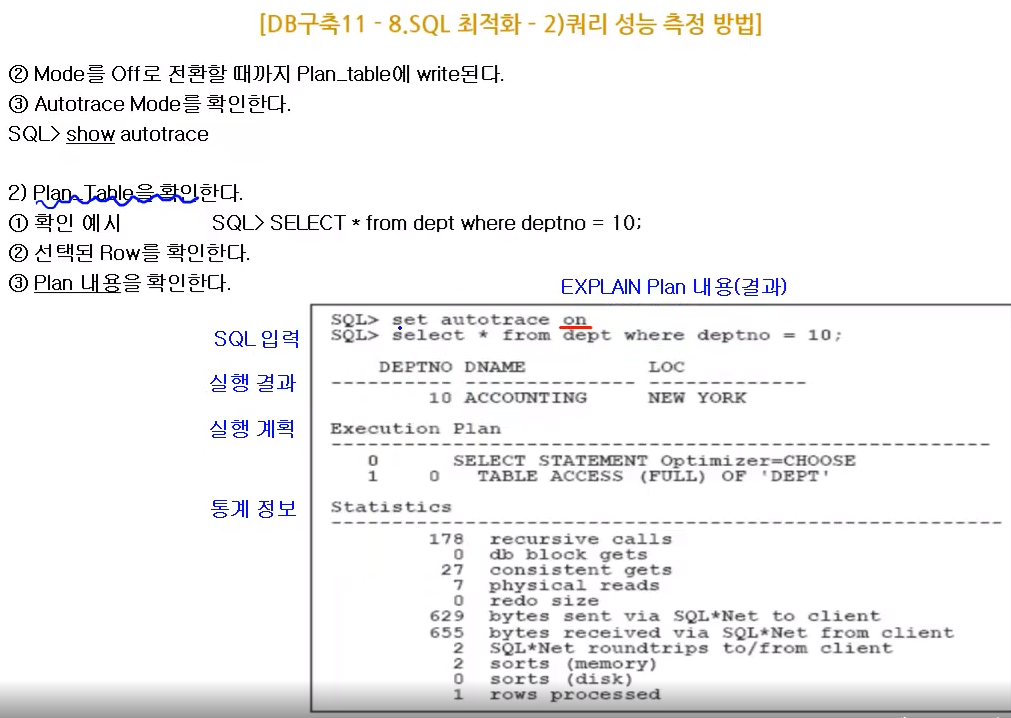 [DB구축11 - 8.SQL 최적화 - 2)쿼리 성능 측정 방법]
② Mode를 Off로 전환할 때까지 Plan_table에 write된다.
③ Autotrace Mode를 확인한다.
SQL> show autotrace
2) Plan_Table을 확인한다.
① 확인 예시 SQL> SELECT * from dept where deptno = 10;
② 선택된 Row를 확인한다.
③ Plan 내용을 확인한다.
EXPLAIN Plan 내용(결과)
SQL 입력
SQL> set autotrace on
SQL> select * from dept where deptno = 10;
실행 결과
DEPTNO DNAME LOC
---------- -------------- -------------
10 ACCOUNTING NEW YORK
실행 계획
Execution Plan
----------------------------------------------------------
0 SELECT STATEMENT Optimizer=CHOOSE
1 0 TABLE ACCESS (FULL) OF 'DEPT'
통계 정보
Statistics
----------------------------------------------------------
178 recursive calls
0 db block gets
27 consistent gets
7 physical reads
0 redo size
629 bytes sent via SQL*Net to client
655 bytes received via SQL*Net from client
2 SQL*Net roundtrips to/from client
2 sorts (memory)
0 sorts (disk)
1 rows processed